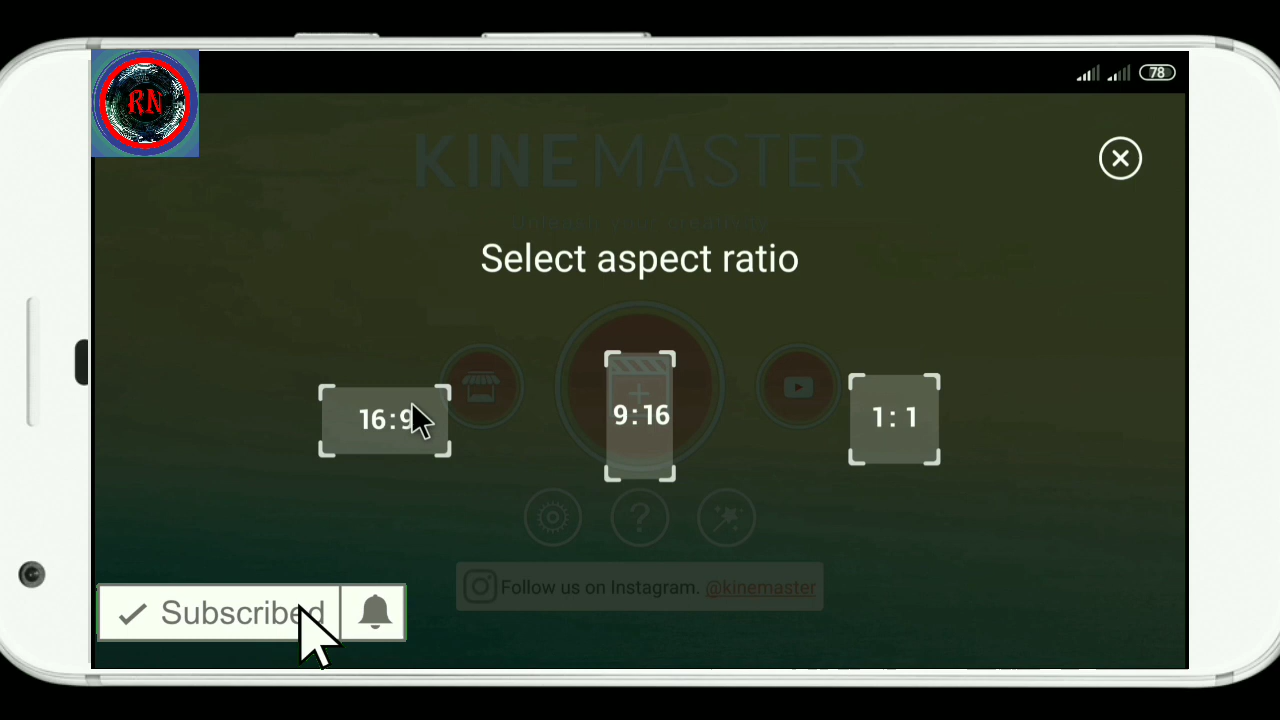 RN
78
KINEMASTER
Select aspect ratio
16:9
9:16
1:1
Follow us on Instagram. @kinemaster
Subscribed